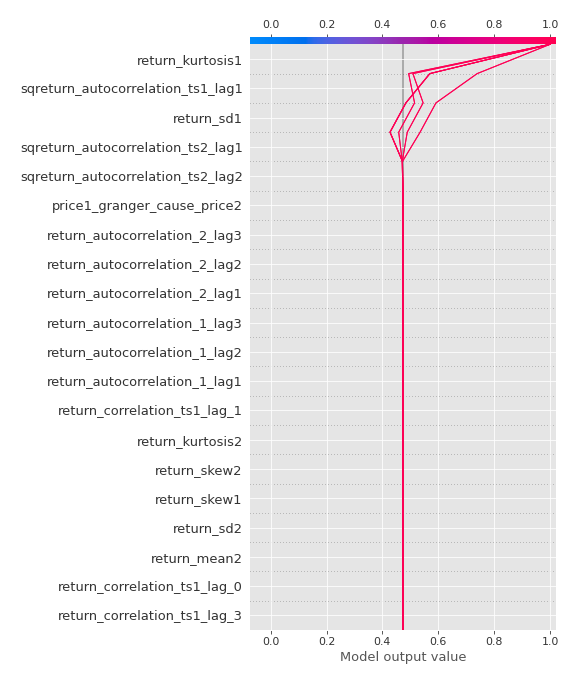 0.0 0.2 0.4 0.6 0.8 1.0
return_kurtosis1
sqreturn_autocorrelation_ts1_lag1
return_sd1
sqreturn_autocorrelation_ts2_lag1
sqreturn_autocorrelation_ts2_lag2
price1_granger_cause_price2
return_autocorrelation_2_lag3
return_autocorrelation_2_lag2
return_autocorrelation_2_lag1
return_autocorrelation_1_lag3
return_autocorrelation_1_lag2
return_autocorrelation_1_lag1
return_correlation_ts1_lag_1
return_kurtosis2
return_skew2
return_skew1
return_sd2
return_mean2
return_correlation_ts1_lag_0
return_correlation_ts1_lag_3
0.0 0.2 0.4 0.6 0.8 1.0
Model output value